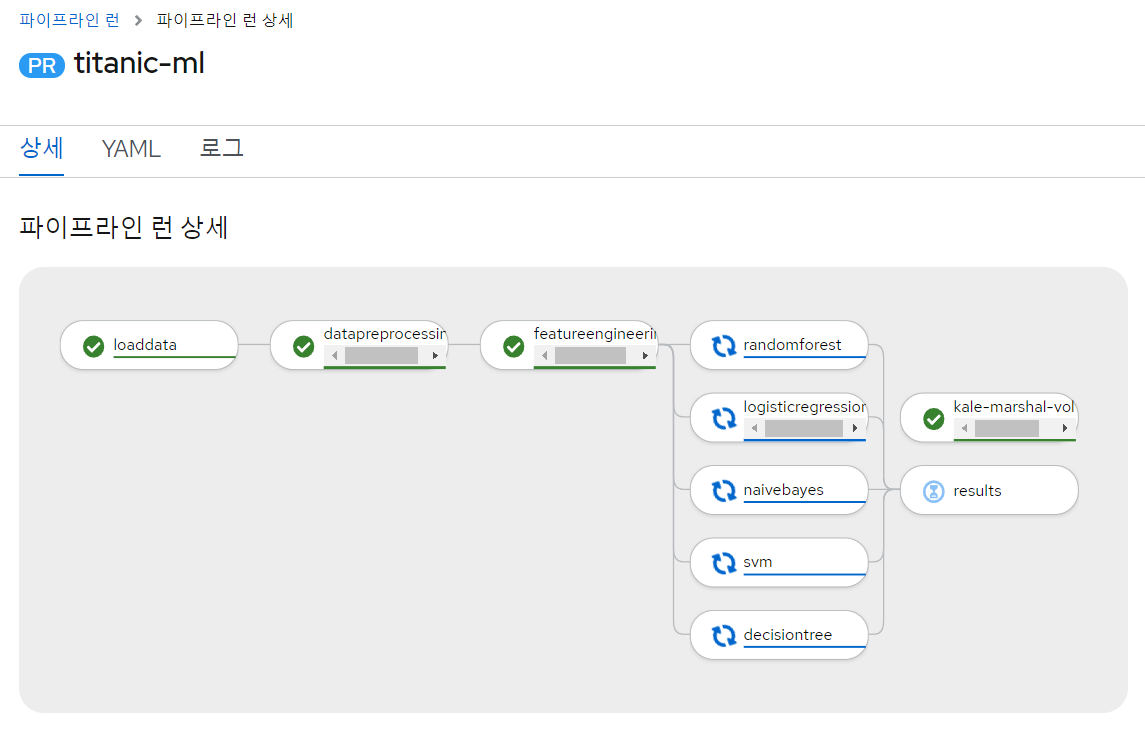 파이프라인 런 > 파이프라인 런 상세
PR titanic-ml
상세 YAML 로그
파이프라인 런 상세
loaddata
datapreprocessin
featureengineerin
randomforest
logisticregression
kale-marshal-vol
naivebayes
results
svm
decisiontree